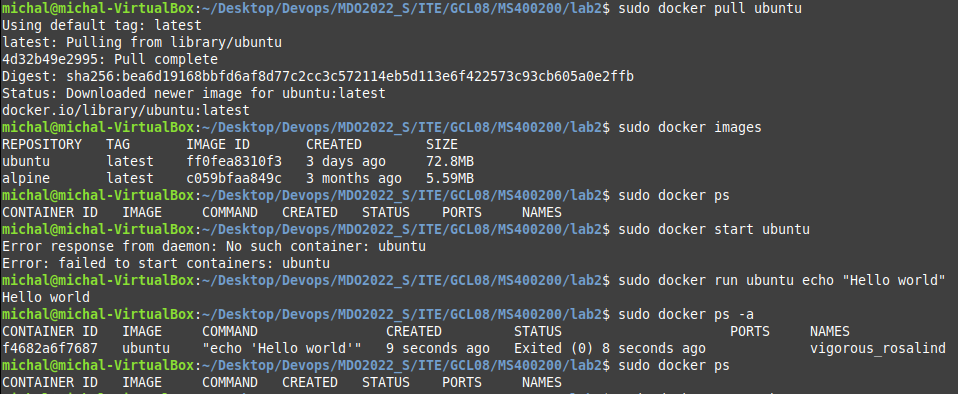 michal@michal-VirtualBox:~/Desktop/Devops/MDO2022_S/ITE/GCL08/MS400200/lab2$ sudo docker pull ubuntu
Using default tag: latest
latest: Pulling from library/ubuntu
4d32b49e2995: Pull complete
Digest: sha256:bea6d19168bbfd6af8d77c2cc3c572114eb5d113e6f422573c93cb605a0e2ffb
Status: Downloaded newer image for ubuntu:latest
docker.io/library/ubuntu:latest
michal@michal-VirtualBox:~/Desktop/Devops/MDO2022_S/ITE/GCL08/MS400200/lab2$ sudo docker images
REPOSITORY   TAG       IMAGE ID       CREATED        SIZE
ubuntu       latest    ff0fea8310f3   3 days ago     72.8MB
alpine       latest    c059bfaa849c   3 months ago   5.59MB
michal@michal-VirtualBox:~/Desktop/Devops/MDO2022_S/ITE/GCL08/MS400200/lab2$ sudo docker ps
CONTAINER ID   IMAGE     COMMAND   CREATED   STATUS    PORTS     NAMES
michal@michal-VirtualBox:~/Desktop/Devops/MDO2022_S/ITE/GCL08/MS400200/lab2$ sudo docker start ubuntu
Error response from daemon: No such container: ubuntu
Error: failed to start containers: ubuntu
michal@michal-VirtualBox:~/Desktop/Devops/MDO2022_S/ITE/GCL08/MS400200/lab2$ sudo docker run ubuntu echo "Hello world"
Hello world
michal@michal-VirtualBox:~/Desktop/Devops/MDO2022_S/ITE/GCL08/MS400200/lab2$ sudo docker ps -a
CONTAINER ID   IMAGE     COMMAND                CREATED         STATUS                     PORTS     NAMES
f4682a6f7687   ubuntu    "echo 'Hello world'"   9 seconds ago   Exited (0) 8 seconds ago             vigorous_rosalind
michal@michal-VirtualBox:~/Desktop/Devops/MDO2022_S/ITE/GCL08/MS400200/lab2$ sudo docker ps
CONTAINER ID   IMAGE     COMMAND   CREATED   STATUS    PORTS     NAMES